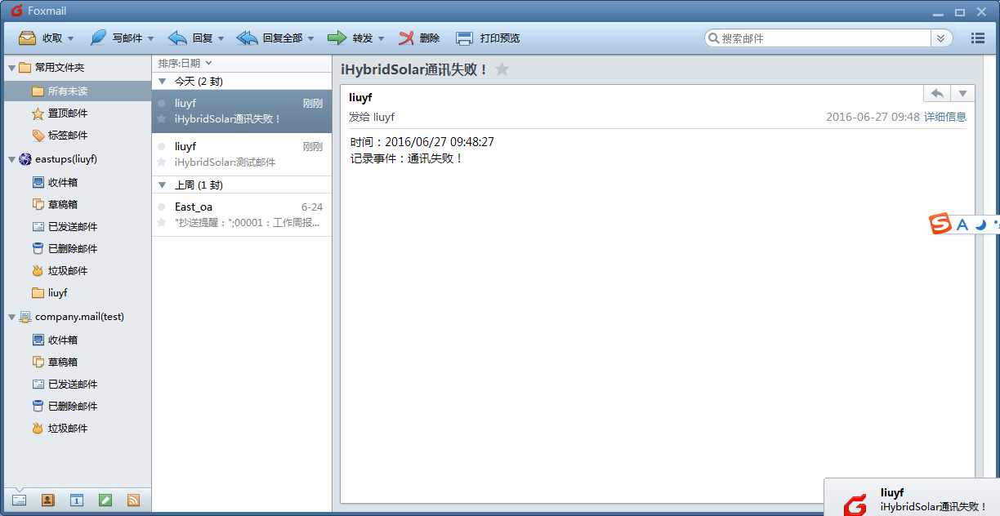 Foxmail
收取 写邮件 回复 回复全部 转发 删除 打印预览 搜索邮件
常用文件夹
所有未读
置顶邮件
标签邮件
eastups(liuyf)
收件箱
草稿箱
已发送邮件
已删除邮件
垃圾邮件
liuyf
company.mail(test)
收件箱
草稿箱
已发送邮件
已删除邮件
垃圾邮件
排序:日期
今天 (2 封)
liuyf 刚刚
iHybridSolar通讯失败！
liuyf 刚刚
iHybridSolar:测试邮件
上周 (1 封)
East_oa 6-24
"抄送提醒：";00001：工作周报...
iHybridSolar通讯失败！
liuyf
发给 liuyf 2016-06-27 09:48 详细信息
时间：2016/06/27 09:48:27
记录事件：通讯失败！
S A
liuyf
iHybridSolar通讯失败！
1